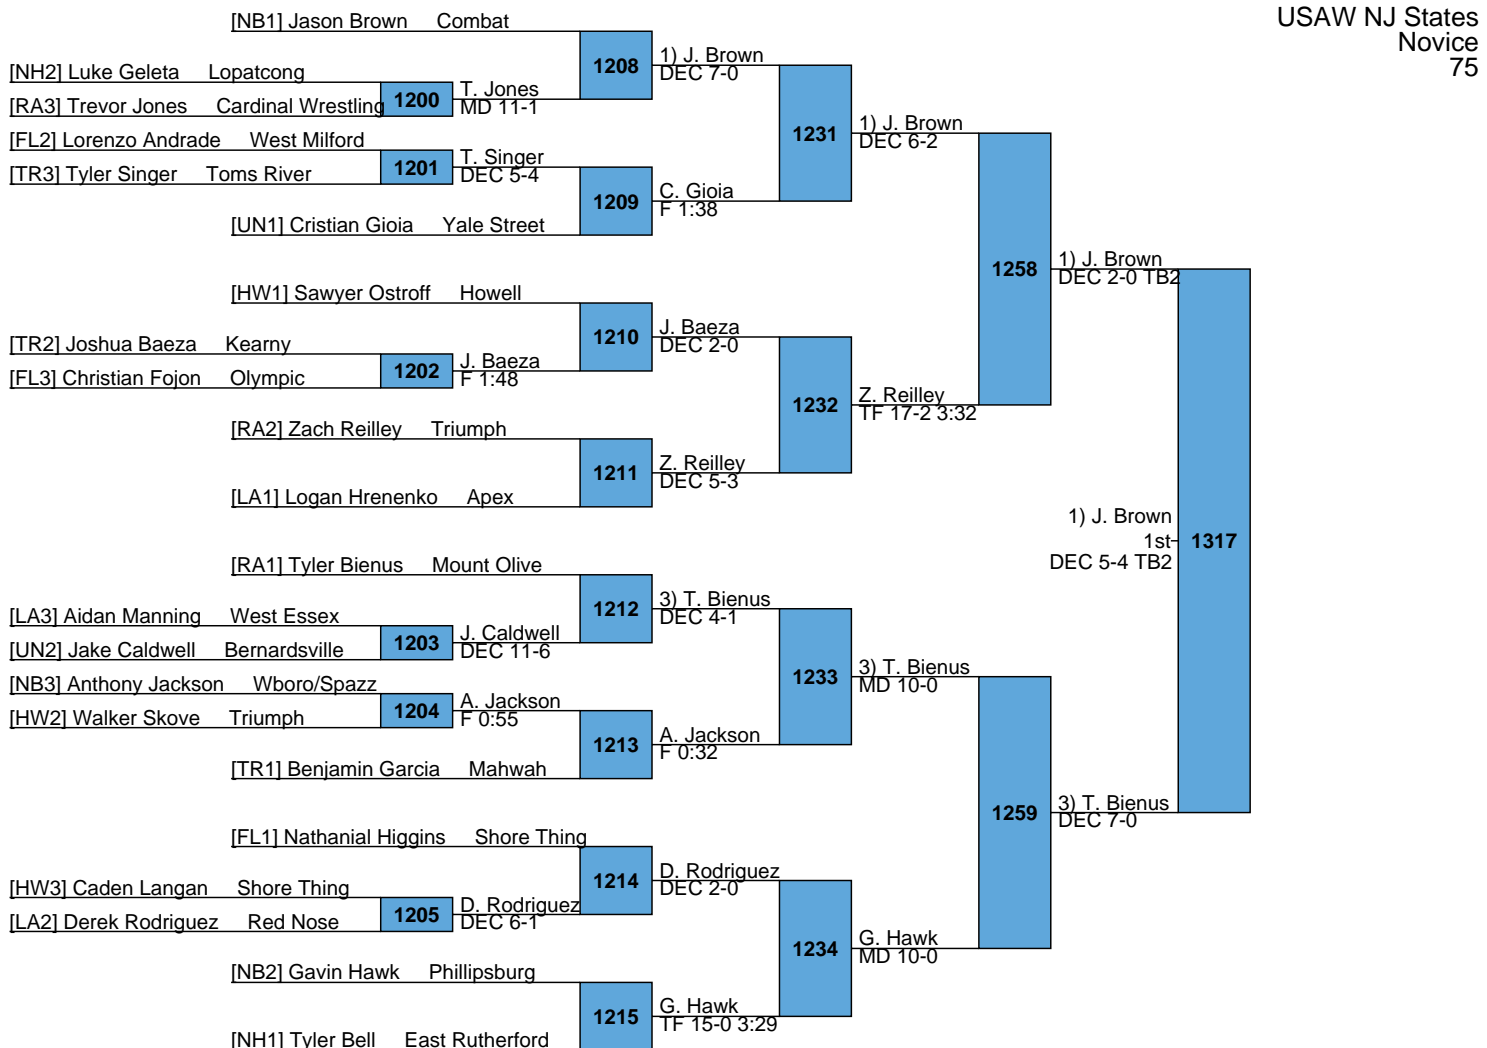 USAW NJ States
Novice
75
[NB1] Jason Brown Combat
[NH2] Luke Geleta Lopatcong
[RA3] Trevor Jones Cardinal Wrestling
[FL2] Lorenzo Andrade West Milford
[TR3] Tyler Singer Toms River
[UN1] Cristian Gioia Yale Street
[HW1] Sawyer Ostroff Howell
[TR2] Joshua Baeza Kearny
[FL3] Christian Fojon Olympic
[RA2] Zach Reilley Triumph
[LA1] Logan Hrenenko Apex
[RA1] Tyler Bienus Mount Olive
[LA3] Aidan Manning West Essex
[UN2] Jake Caldwell Bernardsville
[NB3] Anthony Jackson Wboro/Spazz
[HW2] Walker Skove Triumph
[TR1] Benjamin Garcia Mahwah
[FL1] Nathanial Higgins Shore Thing
[HW3] Caden Langan Shore Thing
[LA2] Derek Rodriguez Red Nose
[NB2] Gavin Hawk Phillipsburg
[NH1] Tyler Bell East Rutherford
1200
T. Jones
MD 11-1
1201
T. Singer
DEC 5-4
1202
J. Baeza
F 1:48
1203
J. Caldwell
DEC 11-6
1204
A. Jackson
F 0:55
1205
D. Rodriguez
DEC 6-1
1208
1) J. Brown
DEC 7-0
1209
C. Gioia
F 1:38
1210
J. Baeza
DEC 2-0
1211
Z. Reilley
DEC 5-3
1212
3) T. Bienus
DEC 4-1
1213
A. Jackson
F 0:32
1214
D. Rodriguez
DEC 2-0
1215
G. Hawk
TF 15-0 3:29
1231
1) J. Brown
DEC 6-2
1232
Z. Reilley
TF 17-2 3:32
1233
3) T. Bienus
MD 10-0
1234
G. Hawk
MD 10-0
1258
1) J. Brown
DEC 2-0 TB2
1259
3) T. Bienus
DEC 7-0
1317
1) J. Brown
1st
DEC 5-4 TB2